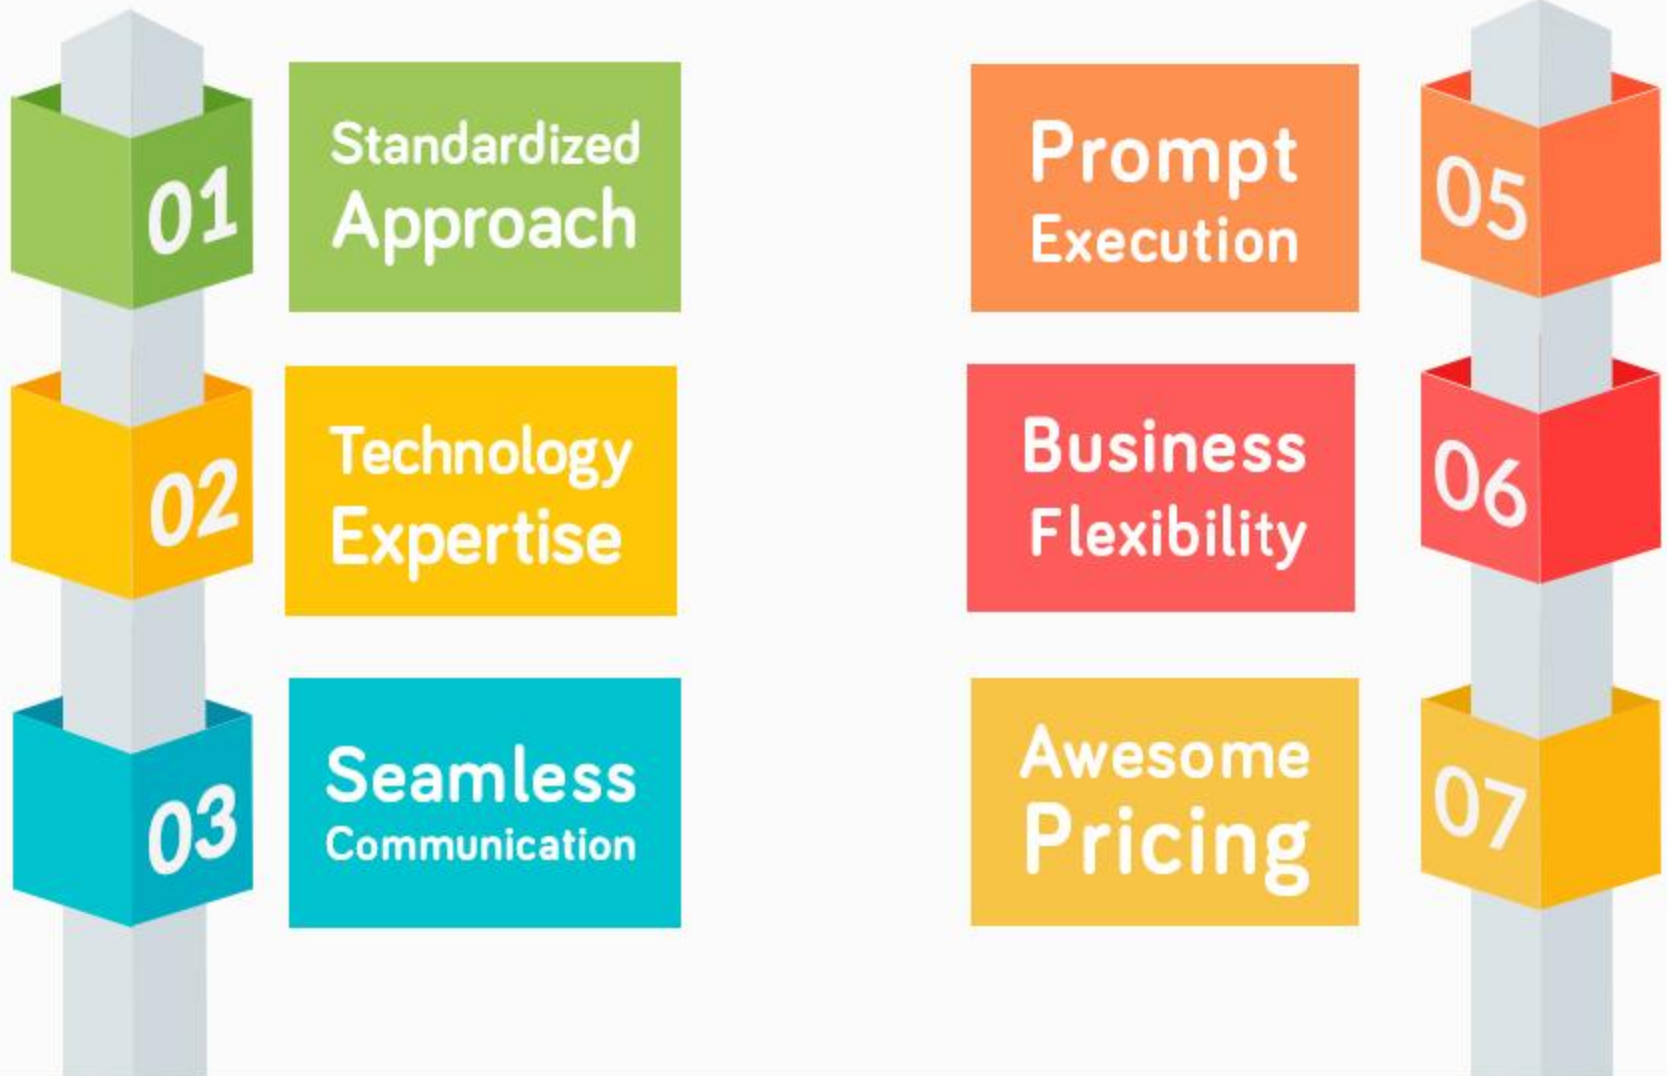 01
Standardized
Approach
02
Technology
Expertise
03
Seamless
Communication
Prompt
Execution
05
Business
Flexibility
06
Awesome
Pricing
07